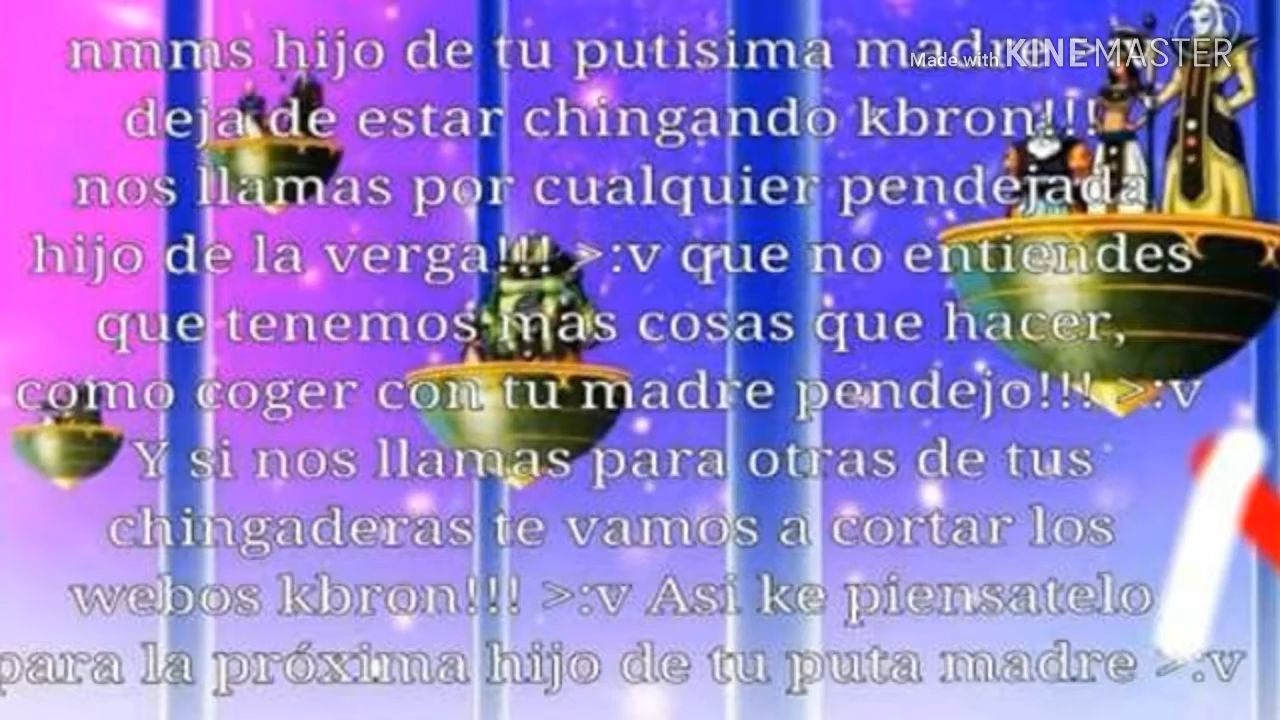 nmms hijo de tu putisima madre >:v
Made with KINEMASTER
deja de estar chingando kbron!!!
nos llamas por cualquier pendejada
hijo de la verga!!! >:v que no entiendes
que tenemos mas cosas que hacer,
como coger con tu madre pendejo!!! >:v
Y si nos llamas para otras de tus
chingaderas te vamos a cortar los
webos kbron!!! >:v Asi ke piensatelo
para la próxima hijo de tu puta madre >:v